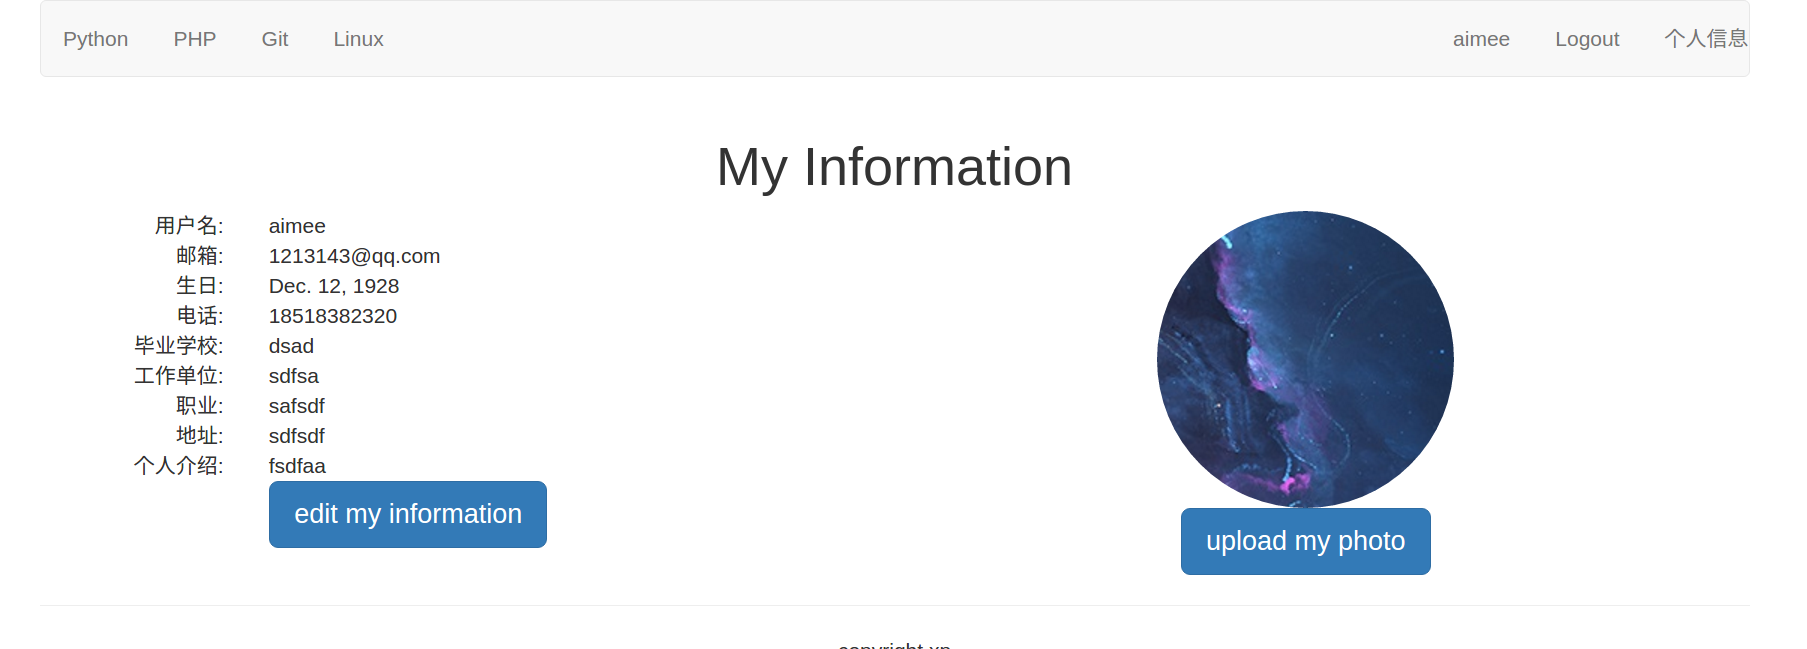 Python PHP Git Linux aimee Logout 个人信息
My Information
用户名: aimee
邮箱: 1213143@qq.com
生日: Dec. 12, 1928
电话: 18518382320
毕业学校: dsad
工作单位: sdfsa
职业: safsdf
地址: sdfsdf
个人介绍: fsdfaa
edit my information
upload my photo
copyright